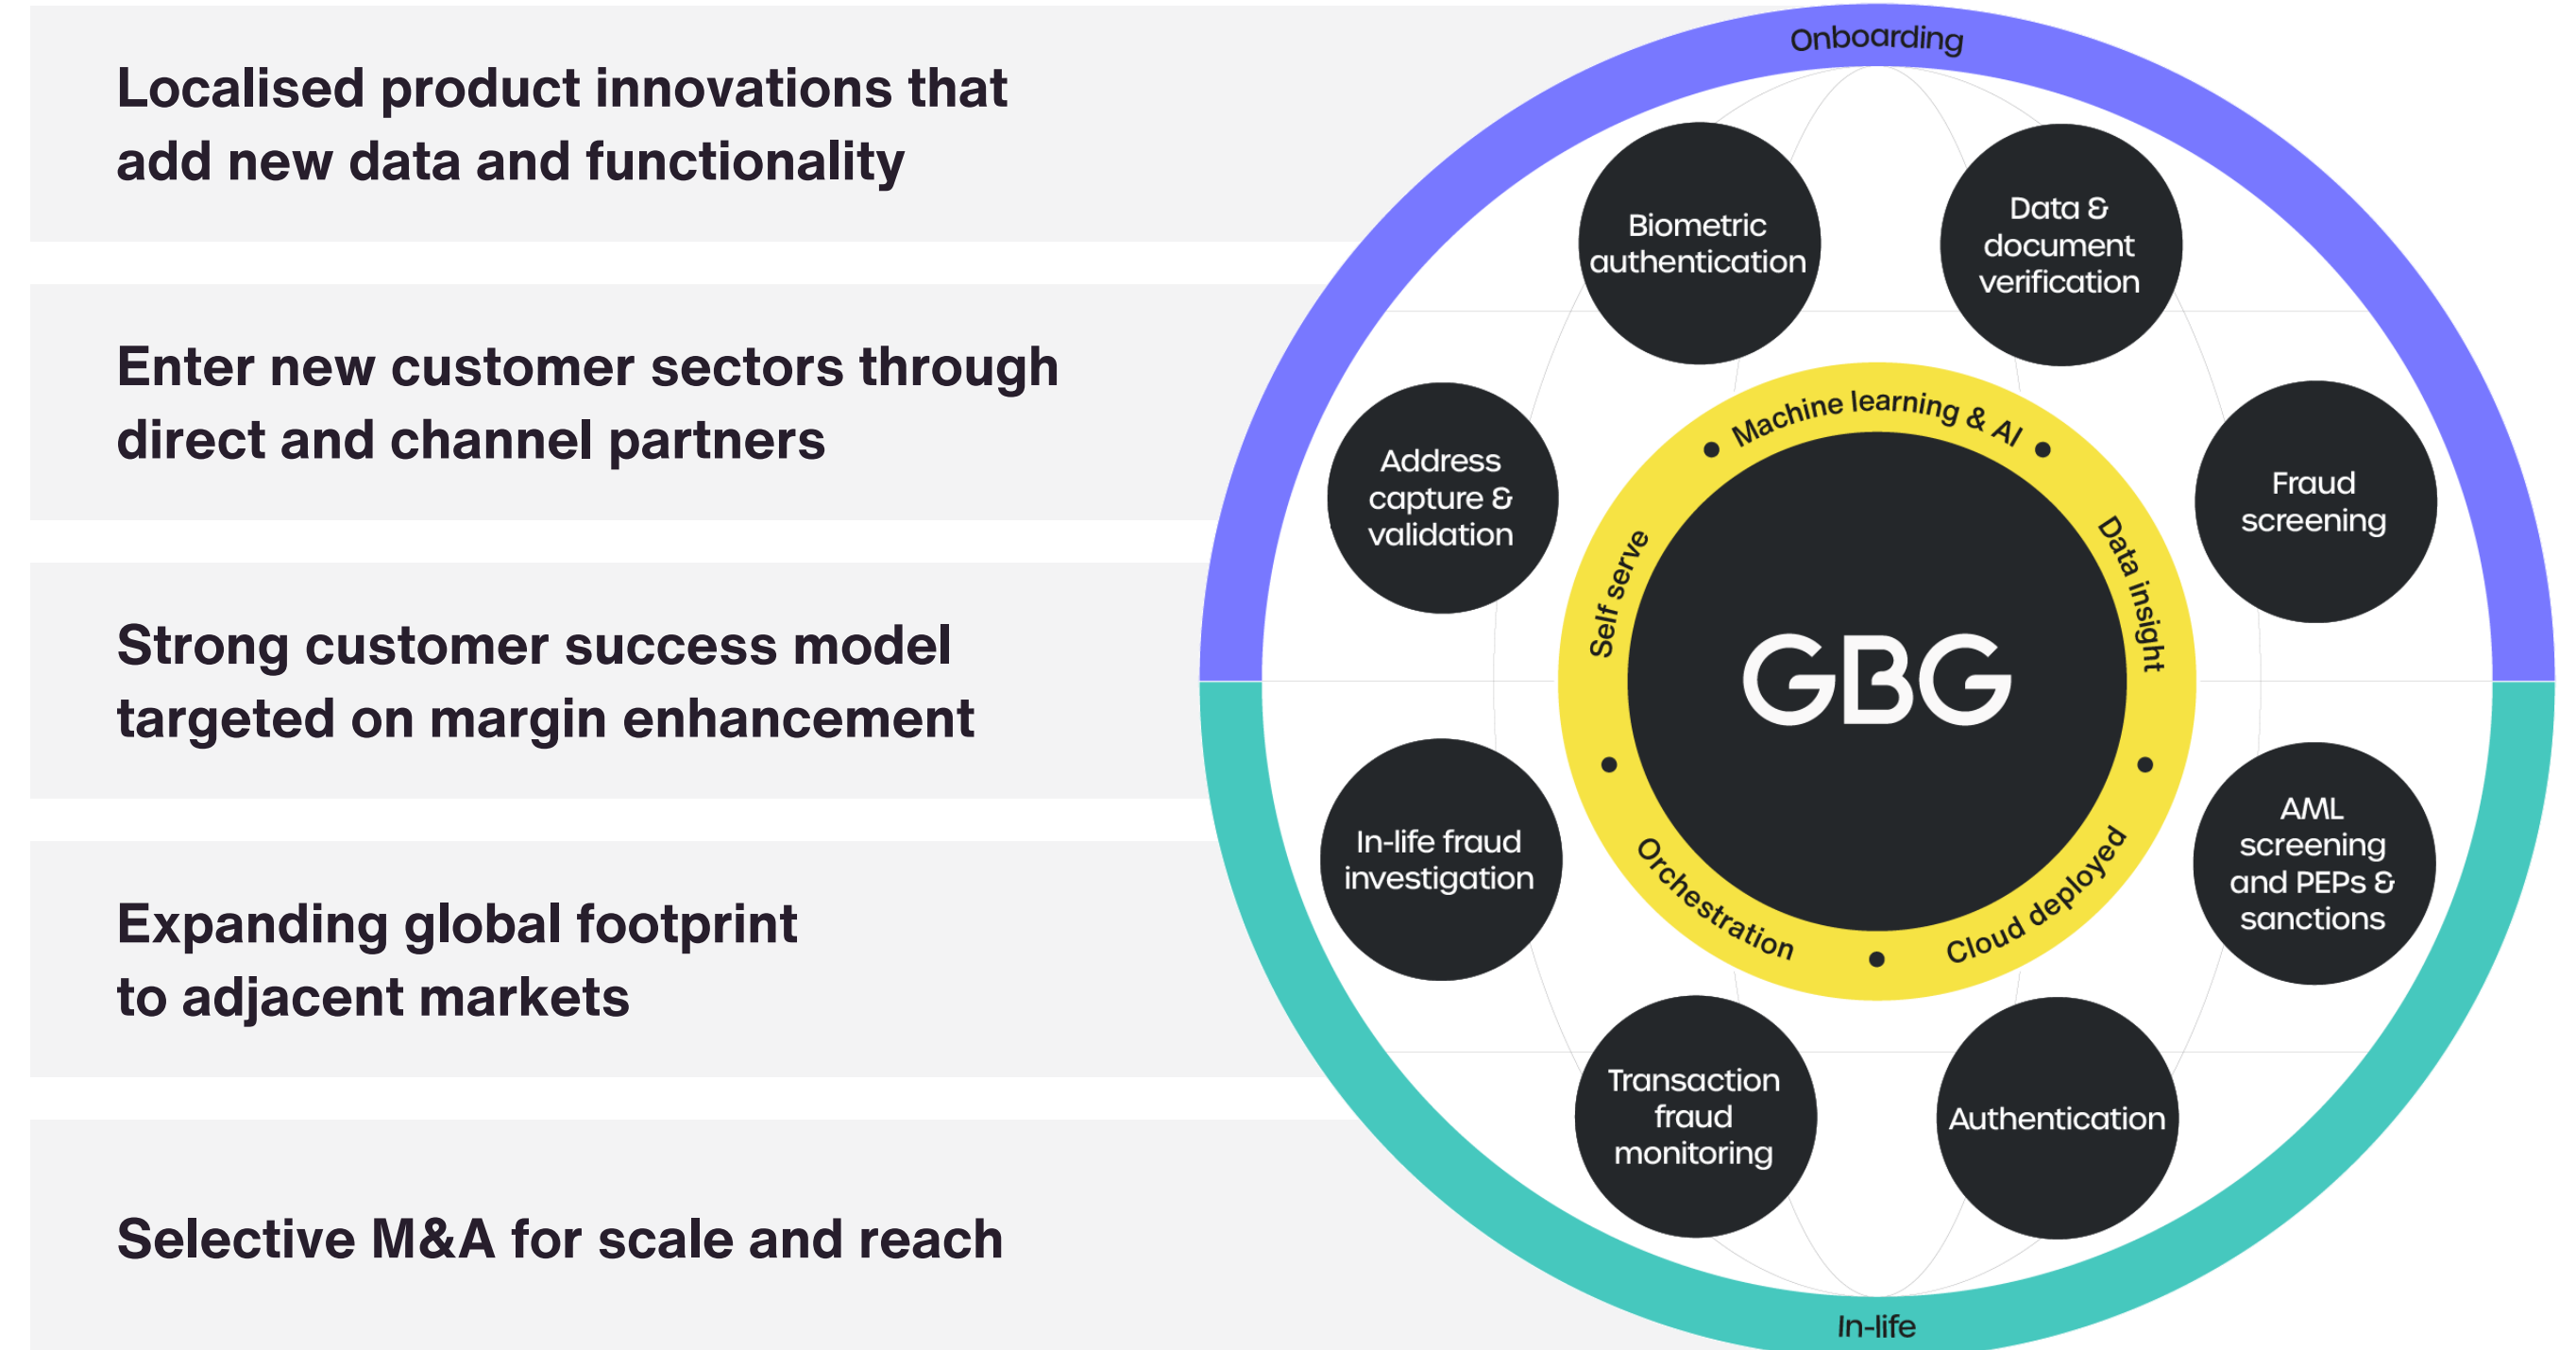 Localised product innovations that
add new data and functionality
Enter new customer sectors through
direct and channel partners
Strong customer success model
targeted on margin enhancement
Expanding global footprint
to adjacent markets
Selective M&A for scale and reach
Onboarding
Biometric
authentication
Data &
document
verification
Address
capture &
validation
Fraud
screening
Machine learning & AI
Self serve
Data insight
GBG
Orchestration
Cloud deployed
In-life fraud
investigation
AML
screening
and PEPs &
sanctions
Transaction
fraud
monitoring
Authentication
In-life